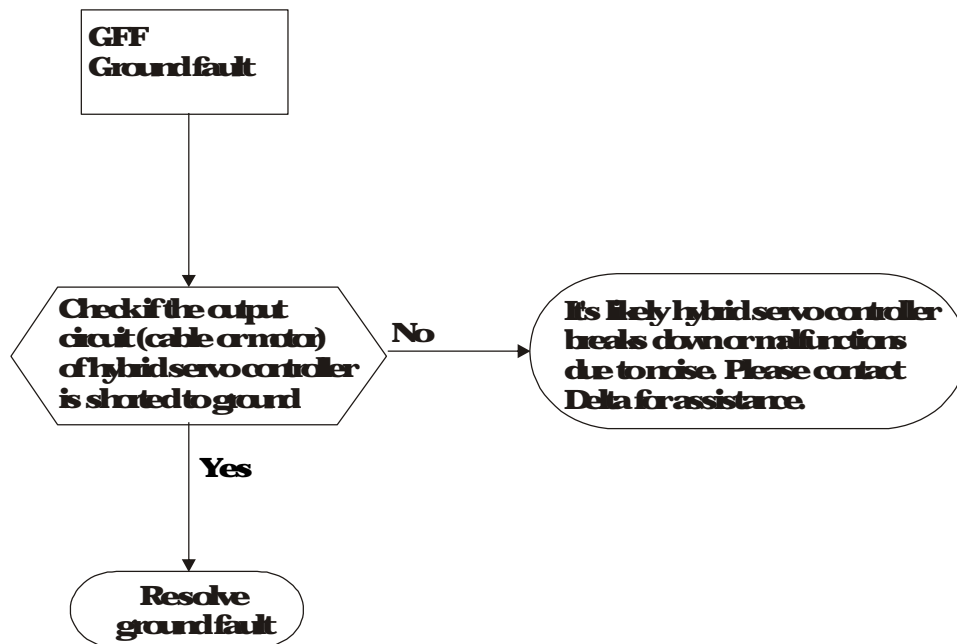 GFF
Ground fault
Check if the output
circuit (cable or motor)
of hybrid servo controller
is shorted to ground
No
It's likely hybrid servo controller
breaks down or malfunctions
due to noise. Please contact
Delta for assistance.
Yes
Resolve
ground fault